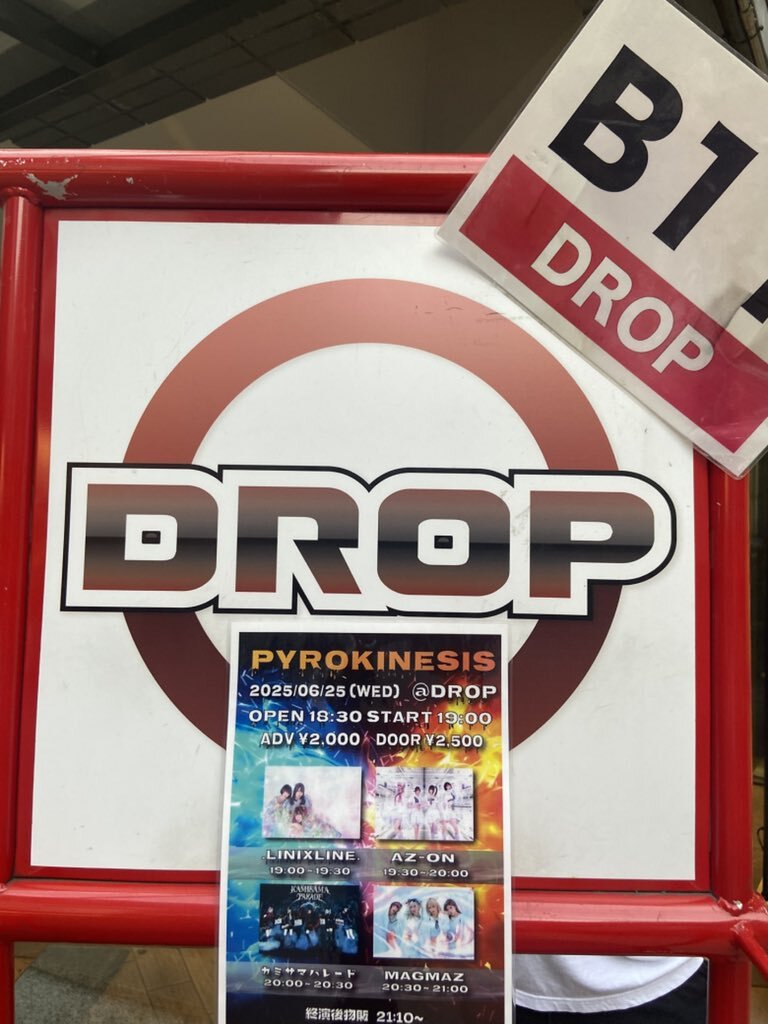 B1
DROP
DROP
PYROKINESIS
2025/06/25(WED) @DROP
OPEN 18:30 START 19:00
ADV ¥2,000 DOOR ¥2,500
.LINIXLINE.
19:00~19:30
AZ-ON
19:30~20:00
KAMISAMA
PARADE
カミサマパレード
20:00~20:30
MAGMAZ
20:30~21:00
終演後物販 21:10~